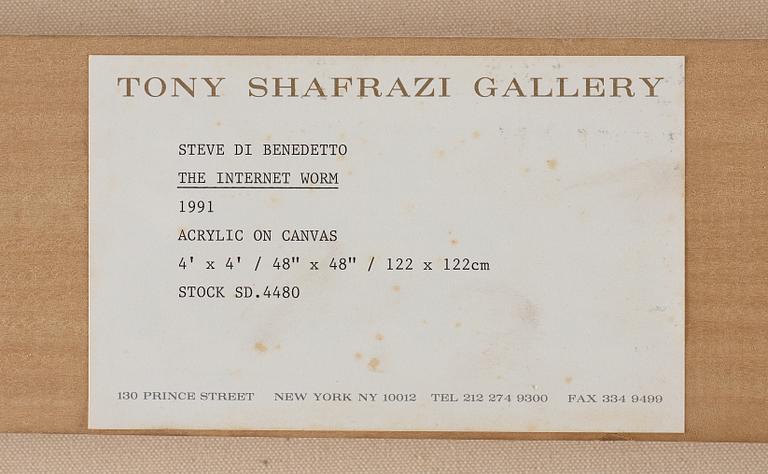 TONY SHAFRAZI GALLERY
STEVE DI BENEDETTO
THE INTERNET WORM
1991
ACRYLIC ON CANVAS
4' x 4' / 48" x 48" / 122 x 122cm
STOCK SD.4480
130 PRINCE STREET NEW YORK NY 10012 TEL 212 274 9300 FAX 334 9499